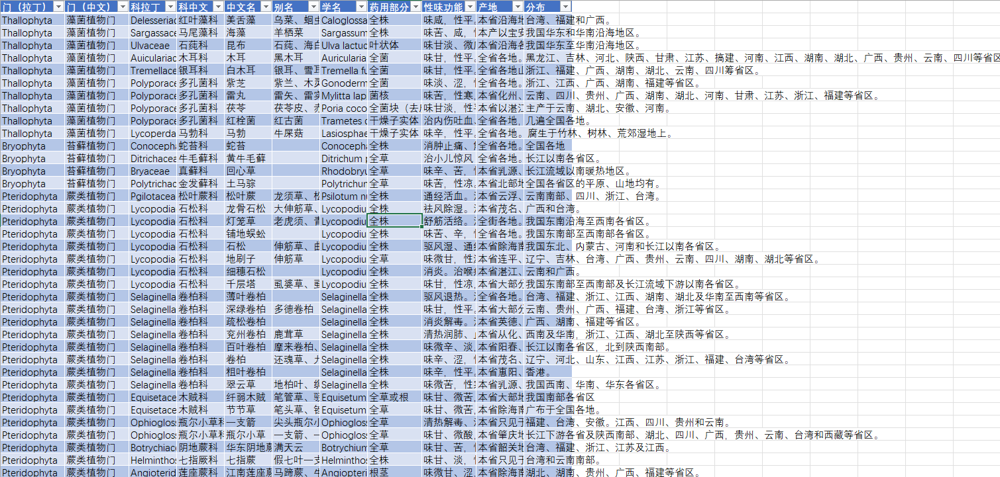 门（拉丁） 门（中文） 科拉丁 科中文 中文名 别名 学名 药用部分 性味功能 产地 分布
Thallophyta 藻菌植物门 Delesseriac 红叶藻科 美舌藻 乌菜、蛔虫 Caloglossa 全株 味咸，性平 本省沿海地 台湾、福建和广西。
Thallophyta 藻菌植物门 Sargassace 马尾藻科 海藻 羊栖菜 Sargassum 全株 味苦、咸，性 本产以宝安 我国华东和华南沿海地区。
Thallophyta 藻菌植物门 Ulvaceae 石莼科 昆布 石莼、海白 Ulva lactuc 叶状体 味甘淡、微 本省沿海各 我国华东至华南沿海地区。
Thallophyta 藻菌植物门 Auiculariac 木耳科 木耳 黑木耳 Auricularia 全菌 味甘，性平 全省各地。 黑龙江、吉林、河北、陕西、甘肃、江苏、搞建、河南、江西、湖南、湖北、广西、贵州、云南、四川等省区
Thallophyta 藻菌植物门 Tremellace 银耳科 白木耳 银耳、雪耳 Tremella fu 全菌 味甘，性平 全省各地山 浙江、福建、广西、湖南、湖北、云南、四川筹省区。
Thallophyta 藻菌植物门 Polyporace 多孔菌科 紫芝 紫兰、木灵 Gonoderm 全菌 味淡、涩，性 全省各地。 浙江、江西、广西、湖南、福建等省区。
Thallophyta 藻菌植物门 Polyporace 多孔菌科 雷丸 雷矢、雷实 Mylitta lap 菌核 味苦，性寒 本省化州、 云南、四川、贵州、广西、湖南、湖北、河南、甘肃、江苏、浙江、福建等省区。
Thallophyta 藻菌植物门 Polyporace 多孔菌科 茯苓 茯苓皮、赤 Poria coco 全菌块（去皮 味甘淡，性平 本省以湛江 主产于云南、湖北、安徽、河南。
Thallophyta 藻菌植物门 Polyporace 多孔菌科 红栓菌 红古菌 Trametes c 干燥子实体 治内伤吐血 全省各地， 几遍全国各地。
Thallophyta 藻菌植物门 Lycoperda 马勃科 马勃 牛屎菇 Lasiosphae 干燥子实体 味辛，性平 全省各地。 腐生于竹林、树林、荒郊湿地上。
Bryophyta 苔藓植物门 Conoceph 蛇苔科 蛇苔 Conoceph 全株 消肿止痛、 全省各地。 全国各地
Bryophyta 苔藓植物门 Ditrichacea 牛毛藓科 黄牛毛藓 Ditrichum p 全草 治小儿惊风 全省各地。 长江以南各省区。
Bryophyta 苔藓植物门 Bryaceae 真藓科 回心草 Rhodobryu 全草 味辛、苦， 本省乳源、 长江流域以南暖热地区。
Bryophyta 苔藓植物门 Polytrichac 金发藓科 土马骔 Polytrichun 全草 味苦，性凉 本省北部地 全国各省区的平原、山地均有。
Pteridophyta 蕨类植物门 Pgilotacea 松叶蕨科 松叶蕨 龙须草、松 Psilotum nu 全株 通经活血。 本省云浮、 云南南部、四川、浙江、台湾。
Pteridophyta 蕨类植物门 Lycopodia 石松科 龙骨石松 大伸筋草、 Lycopodiu 全株 祛风除湿。 本省茂名、 广西和台湾。
Pteridophyta 蕨类植物门 Lycopodia 石松科 灯笼草 老虎须、青 Lycopodiu 全株 舒筋活络。 全街各地。 我国东南沿海至西南各省区。
Pteridophyta 蕨类植物门 Lycopodia 石松科 铺地蜈蚣 Lycopodiu 全株 味苦、辛， 全省各地。 我国东南部至西南部各省区。
Pteridophyta 蕨类植物门 Lycopodia 石松科 石松 伸筋草、 Lycopodiu 全株 驱风湿、通 本省除海南 我国东北、内蒙古、河南和长江以南各省区。
Pteridophyta 蕨类植物门 Lycopodia 石松科 地刷子 伸筋草 Lycopodiu 全草 味微甘，性 本省连平、 辽宁、吉林、台湾、广西、贵州、云南、四川、湖南、湖北等省区。
Pteridophyta 蕨类植物门 Lycopodia 石松科 细穗石松 Lycopodiu 全株 消炎。治喉 本省湛江、 云南和广西。
Pteridophyta 蕨类植物门 Lycopodia 石松科 千层塔 虱婆草、虱 Lycopodiu 全株 味甘，性凉 本省大部分 我国东南部至西南部及长江流域下游以南各省区。
Pteridophyta 蕨类植物门 Selaginella 卷柏科 薄叶卷柏 Selaginella 全株 驱风退热。 全省各地。 台湾、福建、浙江、江西、湖南、湖北及华南至西南等省区。
Pteridophyta 蕨类植物门 Selaginella 卷柏科 深绿卷柏 多德卷柏 Selaginella 全株 味甘，性平 本省大部分 云南、贵州、广西、福建、台湾、浙江等省区。
Pteridophyta 蕨类植物门 Selaginella 卷柏科 疏松卷柏 Selaginella 全株 消炎解毒。 本省英德、 广西、湖南、福建等省区。
Pteridophyta 蕨类植物门 Selaginella 卷柏科 兖州卷柏 鹿茸草 Selaginella 全株 清热润肺、 本省从化、 西南及华南，浙江、江西、湖北至陕西等省区。
Pteridophyta 蕨类植物门 Selaginella 卷柏科 百叶卷柏 摩来卷柏、 Selaginella 全株 味微辛、淡 本省阳春、 长江以南各省区，北到陕西南部。
Pteridophyta 蕨类植物门 Selaginella 卷柏科 卷柏 还魂草、九 Selaginella 全株 味辛、涩，性 本省茂名、 辽宁、河北、山东、江西、江苏、浙江、福建、台湾等省区。
Pteridophyta 蕨类植物门 Selaginella 卷柏科 粗叶卷柏 Selaginella 全株 味辛，性平 本省惠阳、 香港。
Pteridophyta 蕨类植物门 Selaginella 卷柏科 翠云草 地柏叶、 Selaginella 全株 味微苦，性 本省乳源、 我国西南、华南、华东各省区。
Pteridophyta 蕨类植物门 Equisetace 木贼科 纤弱木贼 笔管草、 Equisetum 全草或根 味甘、微苦 本省大部地 我国南部各省区
Pteridophyta 蕨类植物门 Equisetace 木贼科 节节草 笔头草、 Equisetum 全草 味甘、微苦 本省除海南 广布于全国各地。
Pteridophyta 蕨类植物门 Ophiogloss 瓶尔小草科 一支箭 尖头瓶尔小 Ophiogloss 全草 清热解毒、 本省只见于 福建、台湾、安徽。江西、四川、贵州和云南。
Pteridophyta 蕨类植物门 Ophiogloss 瓶尔小草科 瓶尔小草 一支箭、一 Ophiogloss 全草 味甘、微酸 本省肇庆地 长江下游各省及陕西南部、湖北、四川、广西，贵州、云南、台湾和西藏等省区。
Pteridophyta 蕨类植物门 Botrychiac 阴地蕨科 华东阴地蕨 满天云 Botrychium 全草 味甘、苦， 本省韶关地 台湾、福建、浙江、江苏及江西。
Pteridophyta 蕨类植物门 Helminthos 七指蕨科 七指蕨 假七叶一支 Helminthos 全株 味甘、淡， 本省只见于 台湾和云南南部。
Pteridophyta 蕨类植物门 Angioterid 莲座蕨科 江南莲座蕨 马蹄蕨、牛 Angiopteri 根茎 味微甘、涩 本省除海南 湖北、湖南、贵州、广西、福建等省区。